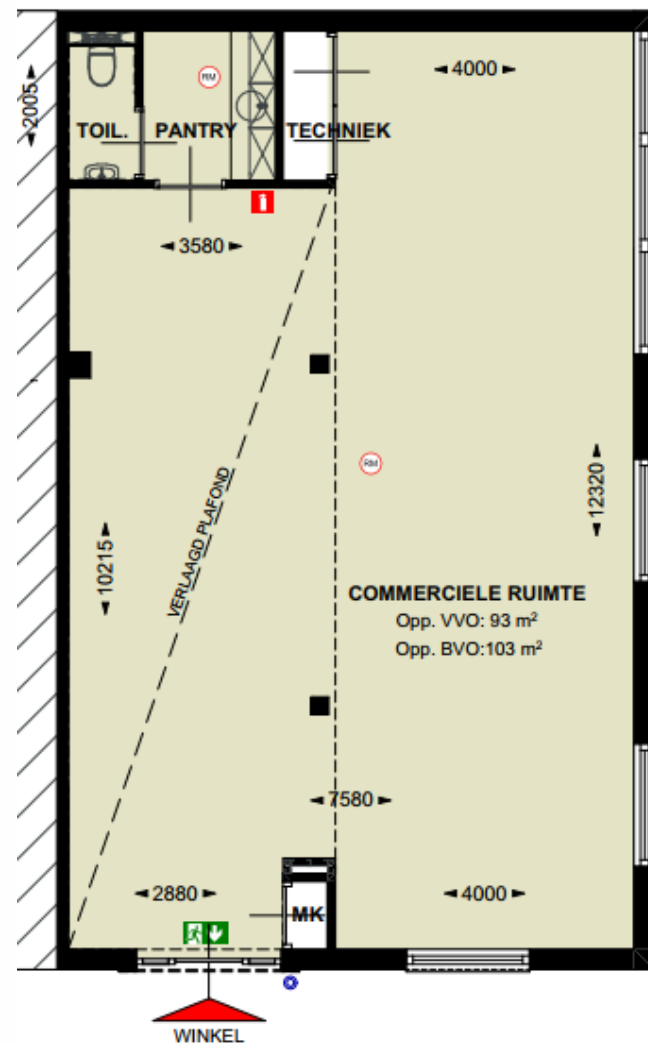 4000
2005
RM
TOIL.
PANTRY
TECHNIEK
3580
VERLAAGD PLAFOND
RM
12320
10215
COMMERCIELE RUIMTE
Opp. VVO: 93 m²
Opp. BVO:103 m²
7580
2880
4000
MK
WINKEL